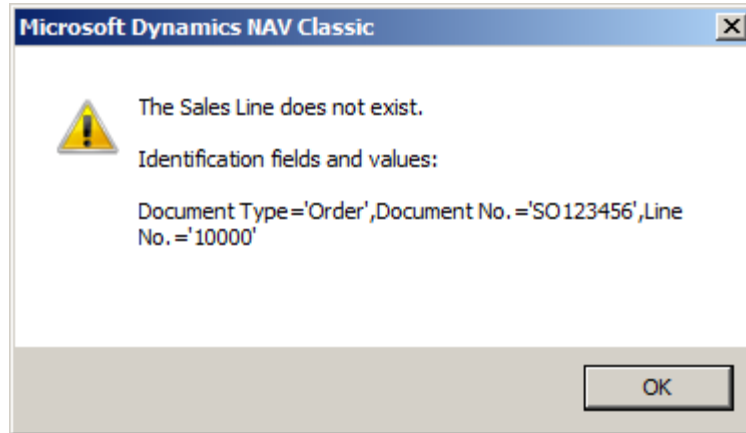 Microsoft Dynamics NAV Classic
The Sales Line does not exist.
Identification fields and values:
Document Type='Order',Document No.='SO123456',Line
No.='10000'
OK